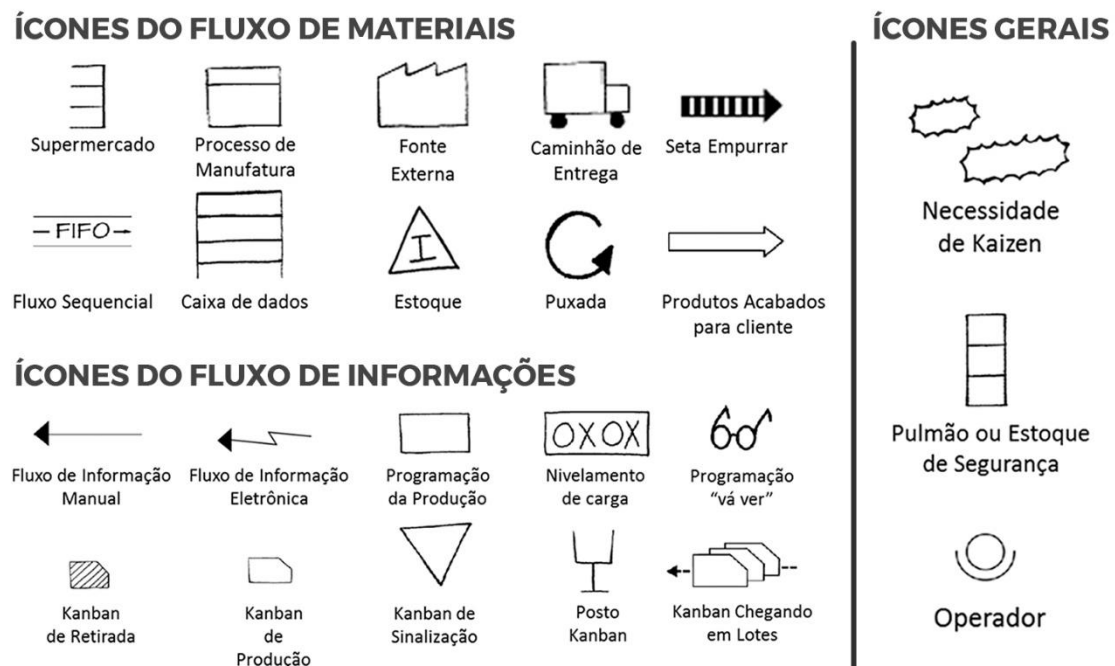 ÍCONES DO FLUXO DE MATERIAIS
Supermercado
Processo de
Manufatura
Fonte
Externa
Caminhão de
Entrega
Seta Empurrar
FIFO
Fluxo Sequencial
Caixa de dados
I
Estoque
Puxada
Produtos Acabados
para cliente
ÍCONES DO FLUXO DE INFORMAÇÕES
Fluxo de Informação
Manual
Fluxo de Informação
Eletrônica
Programação
da Produção
OXOX
Nivelamento
de carga
Programação
“vá ver”
Kanban
de Retirada
Kanban
de
Produção
Kanban de
Sinalização
Posto
Kanban
Kanban Chegando
em Lotes
ÍCONES GERAIS
Necessidade
de Kaizen
Pulmão ou Estoque
de Segurança
Operador